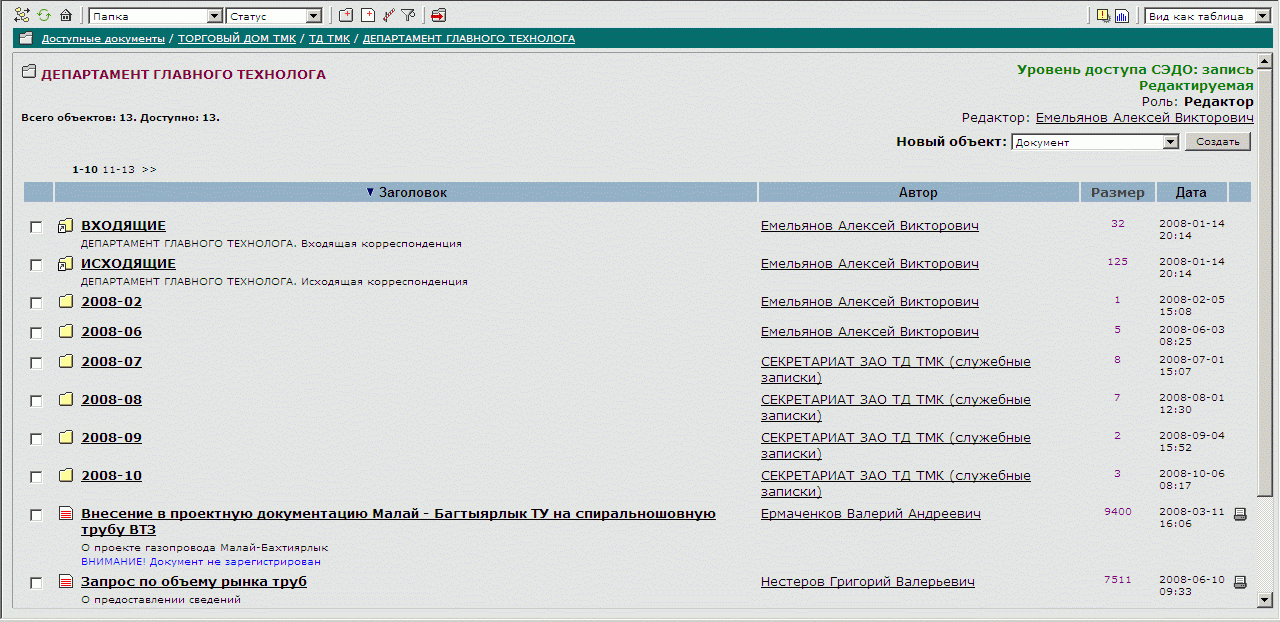 Папка Статус Вид как таблица
Доступные документы / ТОРГОВЫЙ ДОМ ТМК / ТД ТМК / ДЕПАРТАМЕНТ ГЛАВНОГО ТЕХНОЛОГА
ДЕПАРТАМЕНТ ГЛАВНОГО ТЕХНОЛОГА
Уровень доступа СЭДО: запись
Редактируемая
Роль: Редактор
Всего объектов: 13. Доступно: 13.
Редактор: Емельянов Алексей Викторович
Новый объект: Документ Создать
1-10 11-13 >>
Заголовок Автор Размер Дата
ВХОДЯЩИЕ Емельянов Алексей Викторович 32 2008-01-14
20:14
ДЕПАРТАМЕНТ ГЛАВНОГО ТЕХНОЛОГА. Входящая корреспонденция
ИСХОДЯЩИЕ Емельянов Алексей Викторович 125 2008-01-14
20:14
ДЕПАРТАМЕНТ ГЛАВНОГО ТЕХНОЛОГА. Исходящая корреспонденция
2008-02 Емельянов Алексей Викторович 1 2008-02-05
15:08
2008-06 Емельянов Алексей Викторович 5 2008-06-03
08:25
2008-07 СЕКРЕТАРИАТ ЗАО ТД ТМК (служебные 8 2008-07-01
записки) 15:07
2008-08 СЕКРЕТАРИАТ ЗАО ТД ТМК (служебные 7 2008-08-01
записки) 12:30
2008-09 СЕКРЕТАРИАТ ЗАО ТД ТМК (служебные 2 2008-09-04
записки) 15:52
2008-10 СЕКРЕТАРИАТ ЗАО ТД ТМК (служебные 3 2008-10-06
записки) 08:17
Внесение в проектную документацию Малай - Багтыярлык ТУ на спиральношовную Ермаченков Валерий Андреевич 9400 2008-03-11
трубу ВТЗ 16:06
О проекте газопровода Малай-Бахтиярлык
ВНИМАНИЕ! Документ не зарегистрирован
Запрос по объему рынка труб Нестеров Григорий Валерьевич 7511 2008-06-10
09:33
О предоставлении сведений